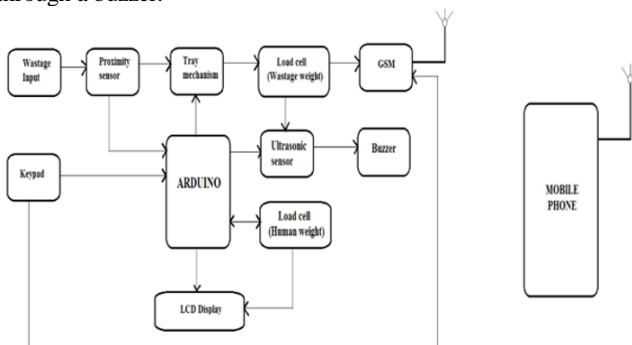 through a buzzer.
Wastage
Input
Proximity
sensor
Tray
mechanism
Load cell
(Wastage weight)
GSM
Keypad
ARDUINO
Ultrasonic
sensor
Buzzer
Load cell
(Human weight)
LCD Display
MOBILE
PHONE